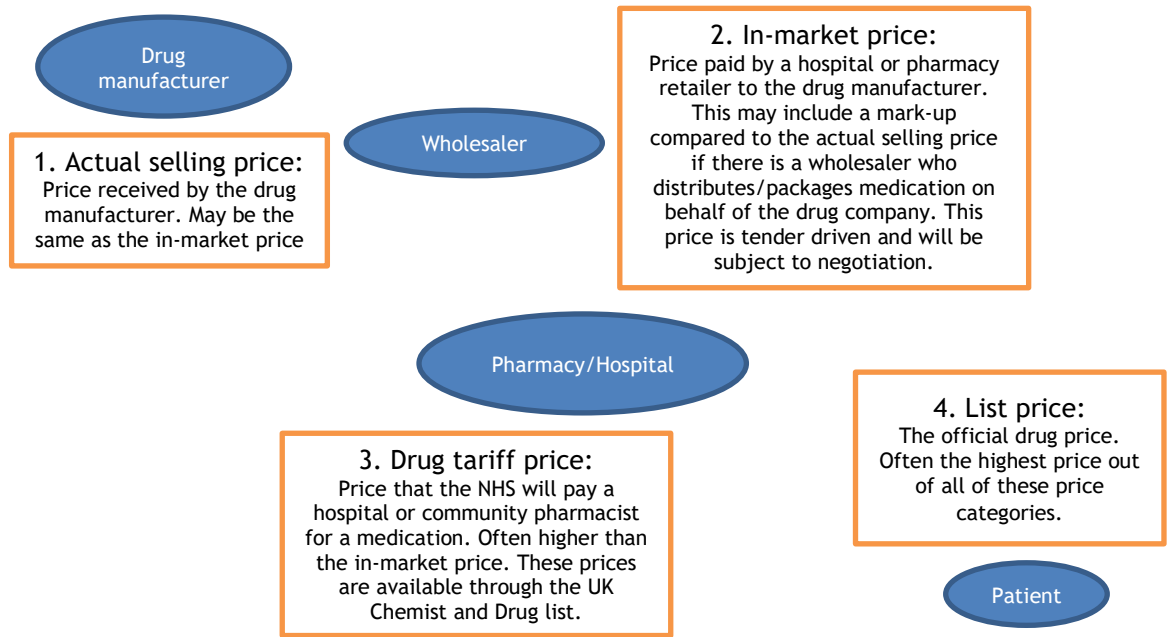 Drug
manufacturer
1. Actual selling price:
Price received by the drug
manufacturer. May be the
same as the in-market price
Wholesaler
2. In-market price:
Price paid by a hospital or pharmacy
retailer to the drug manufacturer.
This may include a mark-up
compared to the actual selling price
if there is a wholesaler who
distributes/packages medication on
behalf of the drug company. This
price is tender driven and will be
subject to negotiation.
Pharmacy/Hospital
3. Drug tariff price:
Price that the NHS will pay a
hospital or community pharmacist
for a medication. Often higher than
the in-market price. These prices
are available through the UK
Chemist and Drug list.
4. List price:
The official drug price.
Often the highest price out
of all of these price
categories.
Patient